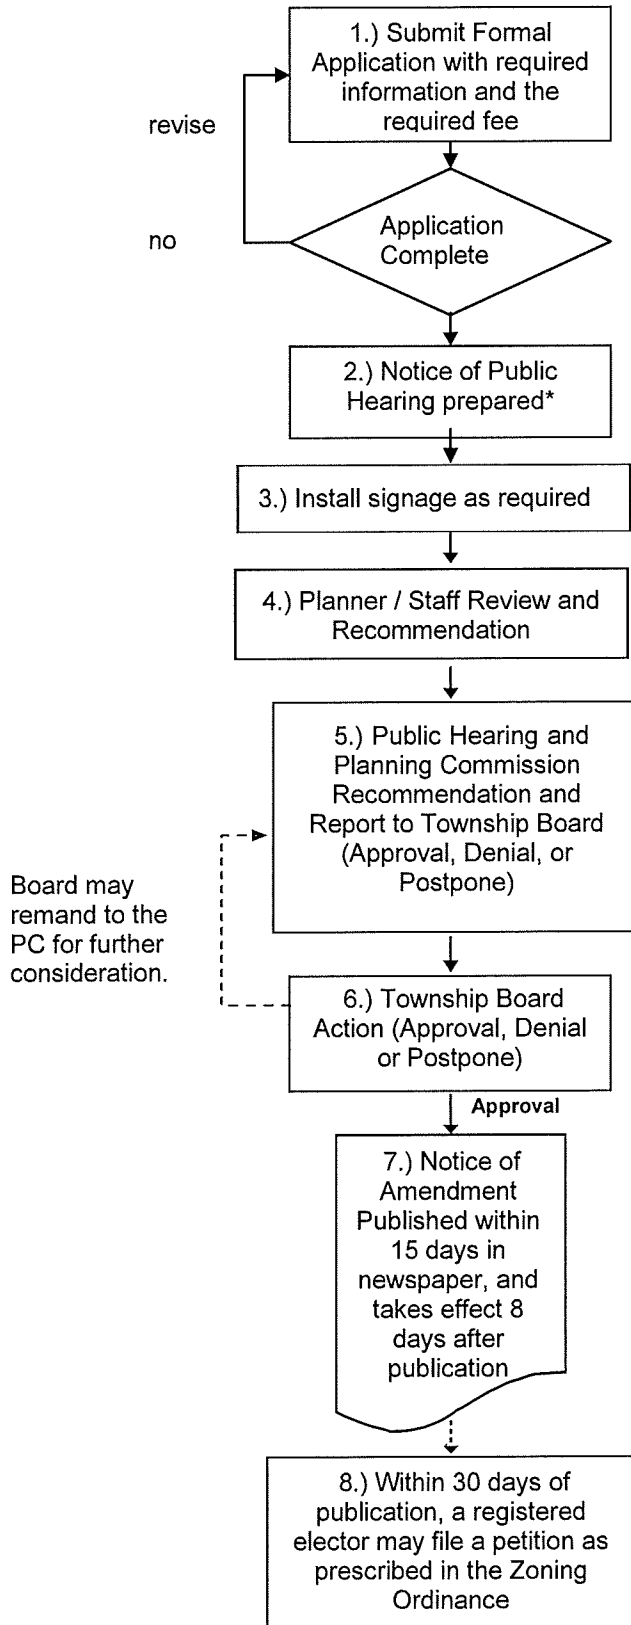 1.) Submit Formal
Application with required
information and the
required fee
revise
Application
Complete
no
2.) Notice of Public
Hearing prepared*
3.) Install signage as required
4.) Planner / Staff Review and
Recommendation
5.) Public Hearing and
Planning Commission
Recommendation and
Report to Township Board
(Approval, Denial, or
Postpone)
Board may
remand to the
PC for further
consideration.
6.) Township Board
Action (Approval, Denial
or Postpone)
Approval
7.) Notice of
Amendment
Published within
15 days in
newspaper, and
takes effect 8
days after
publication
8.) Within 30 days of
publication, a registered
elector may file a petition as
prescribed in the Zoning
Ordinance